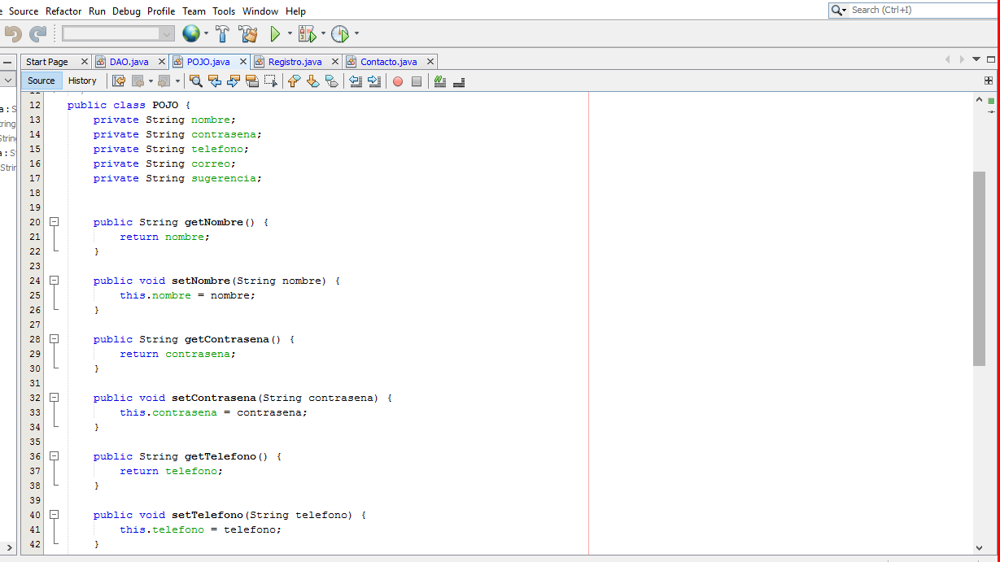 Source Refactor Run Debug Profile Team Tools Window Help
Search (Ctrl+I)
Start Page DAO.java POJO.java Registro.java Contacto.java
Source History
12 public class POJO {
13 private String nombre;
14 private String contrasena;
15 private String telefono;
16 private String correo;
17 private String sugerencia;
18
19
20 public String getNombre() {
21 return nombre;
22 }
23
24 public void setNombre(String nombre) {
25 this.nombre = nombre;
26 }
27
28 public String getContrasena() {
29 return contrasena;
30 }
31
32 public void setContrasena(String contrasena) {
33 this.contrasena = contrasena;
34 }
35
36 public String getTelefono() {
37 return telefono;
38 }
39
40 public void setTelefono(String telefono) {
41 this.telefono = telefono;
42 }